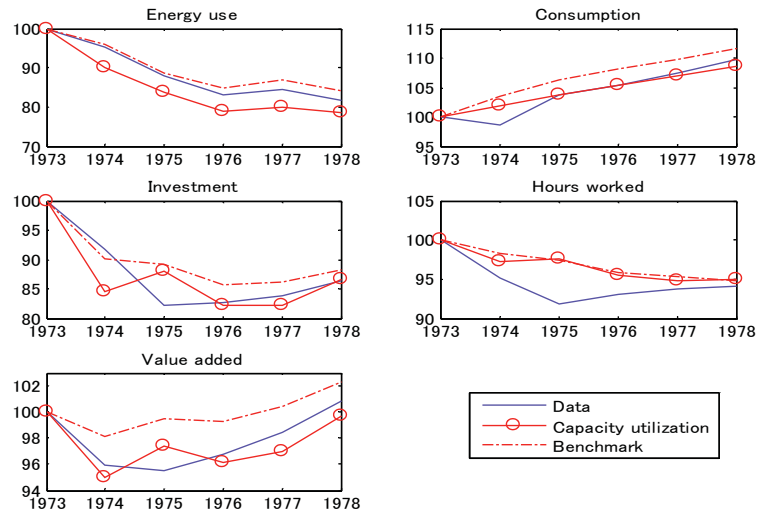 Energy use
100
90
80
70
1973 1974 1975 1976 1977 1978
Consumption
115
110
105
100
95
1973 1974 1975 1976 1977 1978
Investment
100
95
90
85
80
1973 1974 1975 1976 1977 1978
Hours worked
105
100
95
90
1973 1974 1975 1976 1977 1978
Value added
102
100
98
96
94
1973 1974 1975 1976 1977 1978
Data
Capacity utilization
Benchmark